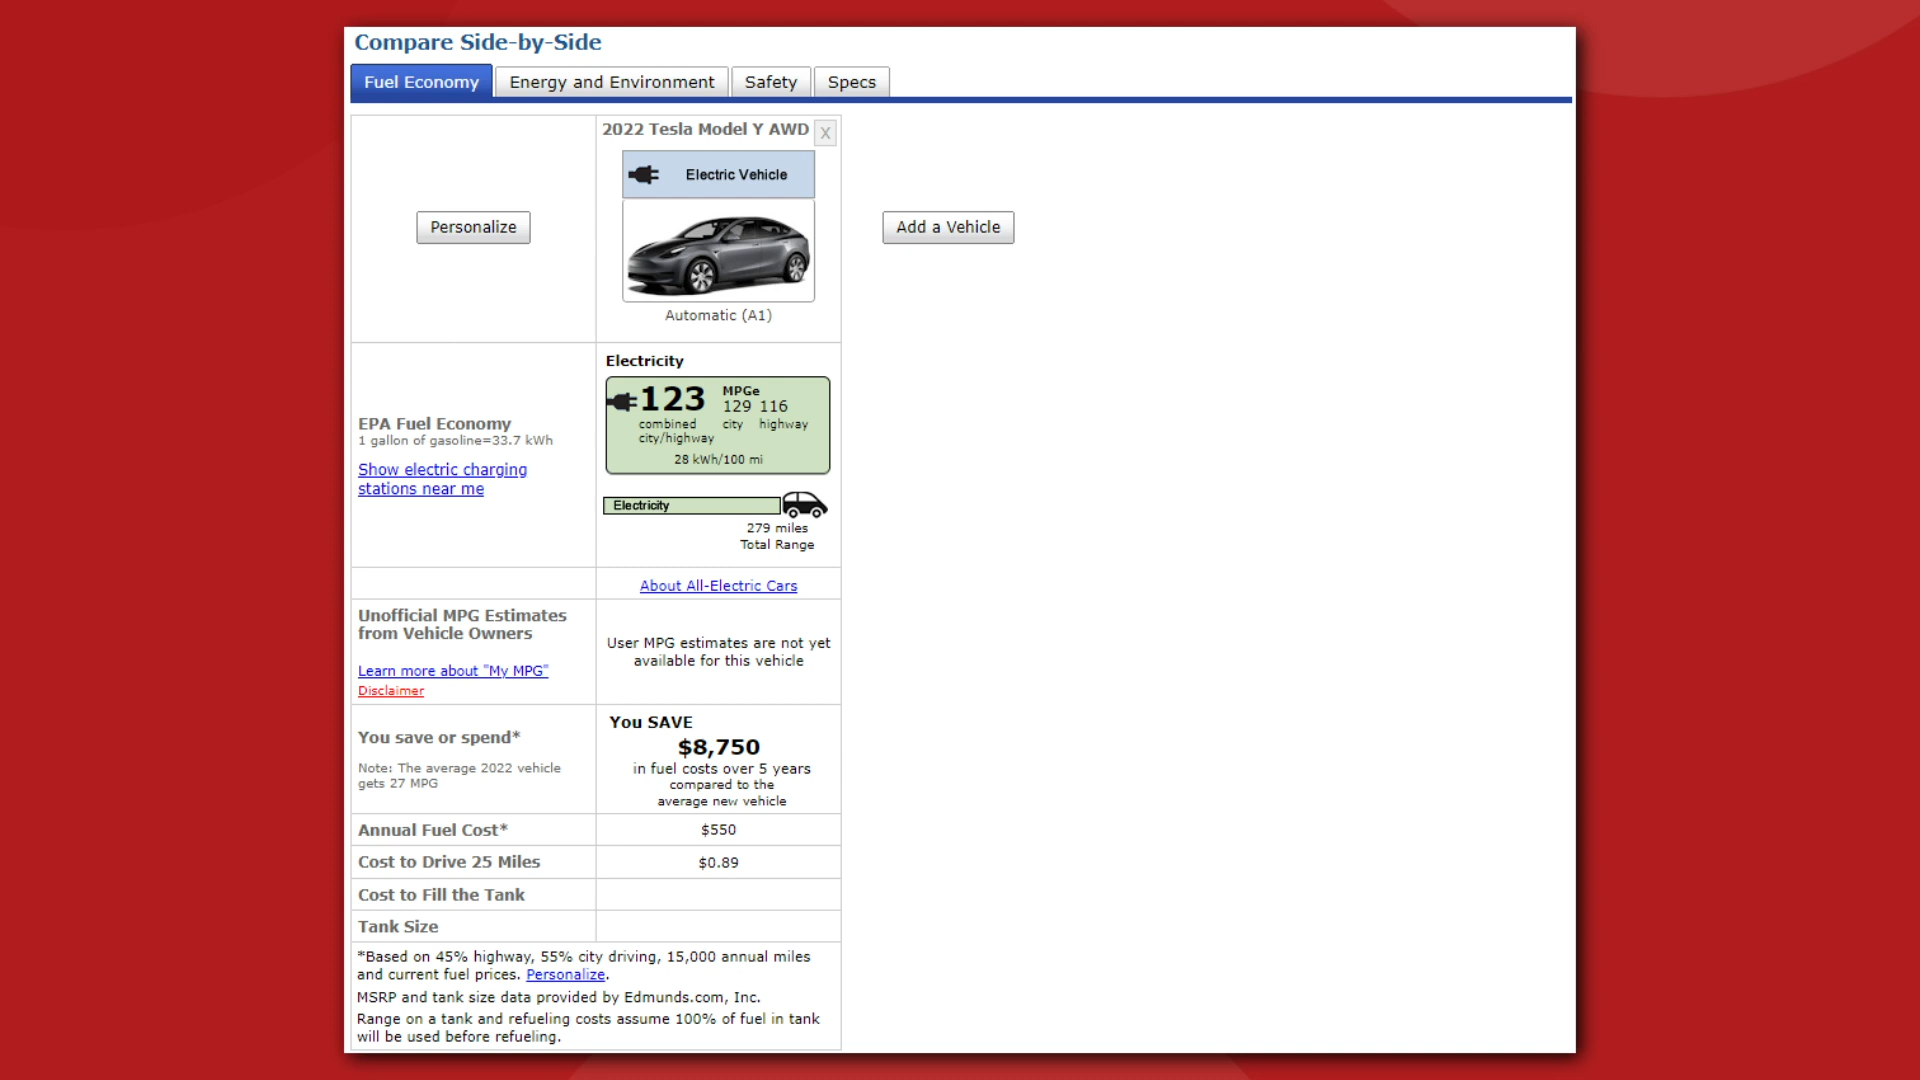 Compare Side-by-Side
Fuel Economy
Energy and Environment
Safety
Specs
2022 Tesla Model Y AWD
X
Electric Vehicle
Personalize
Add a Vehicle
Automatic (A1)
EPA Fuel Economy
1 gallon of gasoline=33.7 kWh
Show electric charging
stations near me
Electricity
123
MPGe
129 116
combined
city/highway
city
highway
28 kWh/100 mi
Electricity
279 miles
Total Range
About All-Electric Cars
Unofficial MPG Estimates
from Vehicle Owners
Learn more about "My MPG"
Disclaimer
User MPG estimates are not yet
available for this vehicle
You save or spend*
Note: The average 2022 vehicle
gets 27 MPG
You SAVE
$8,750
in fuel costs over 5 years
compared to the
average new vehicle
Annual Fuel Cost*
$550
Cost to Drive 25 Miles
$0.89
Cost to Fill the Tank
Tank Size
*Based on 45% highway, 55% city driving, 15,000 annual miles
and current fuel prices. Personalize.
MSRP and tank size data provided by Edmunds.com, Inc.
Range on a tank and refueling costs assume 100% of fuel in tank
will be used before refueling.